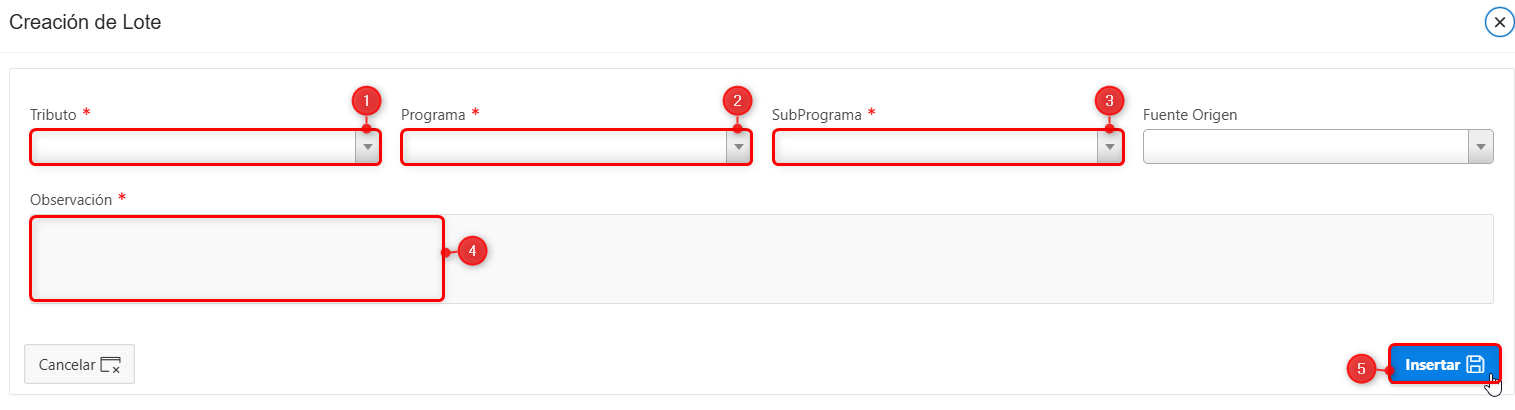 Creación de Lote
1 2 3
Tributo * Programa * SubPrograma * Fuente Origen
Observación *
4
Cancelar Insertar
5